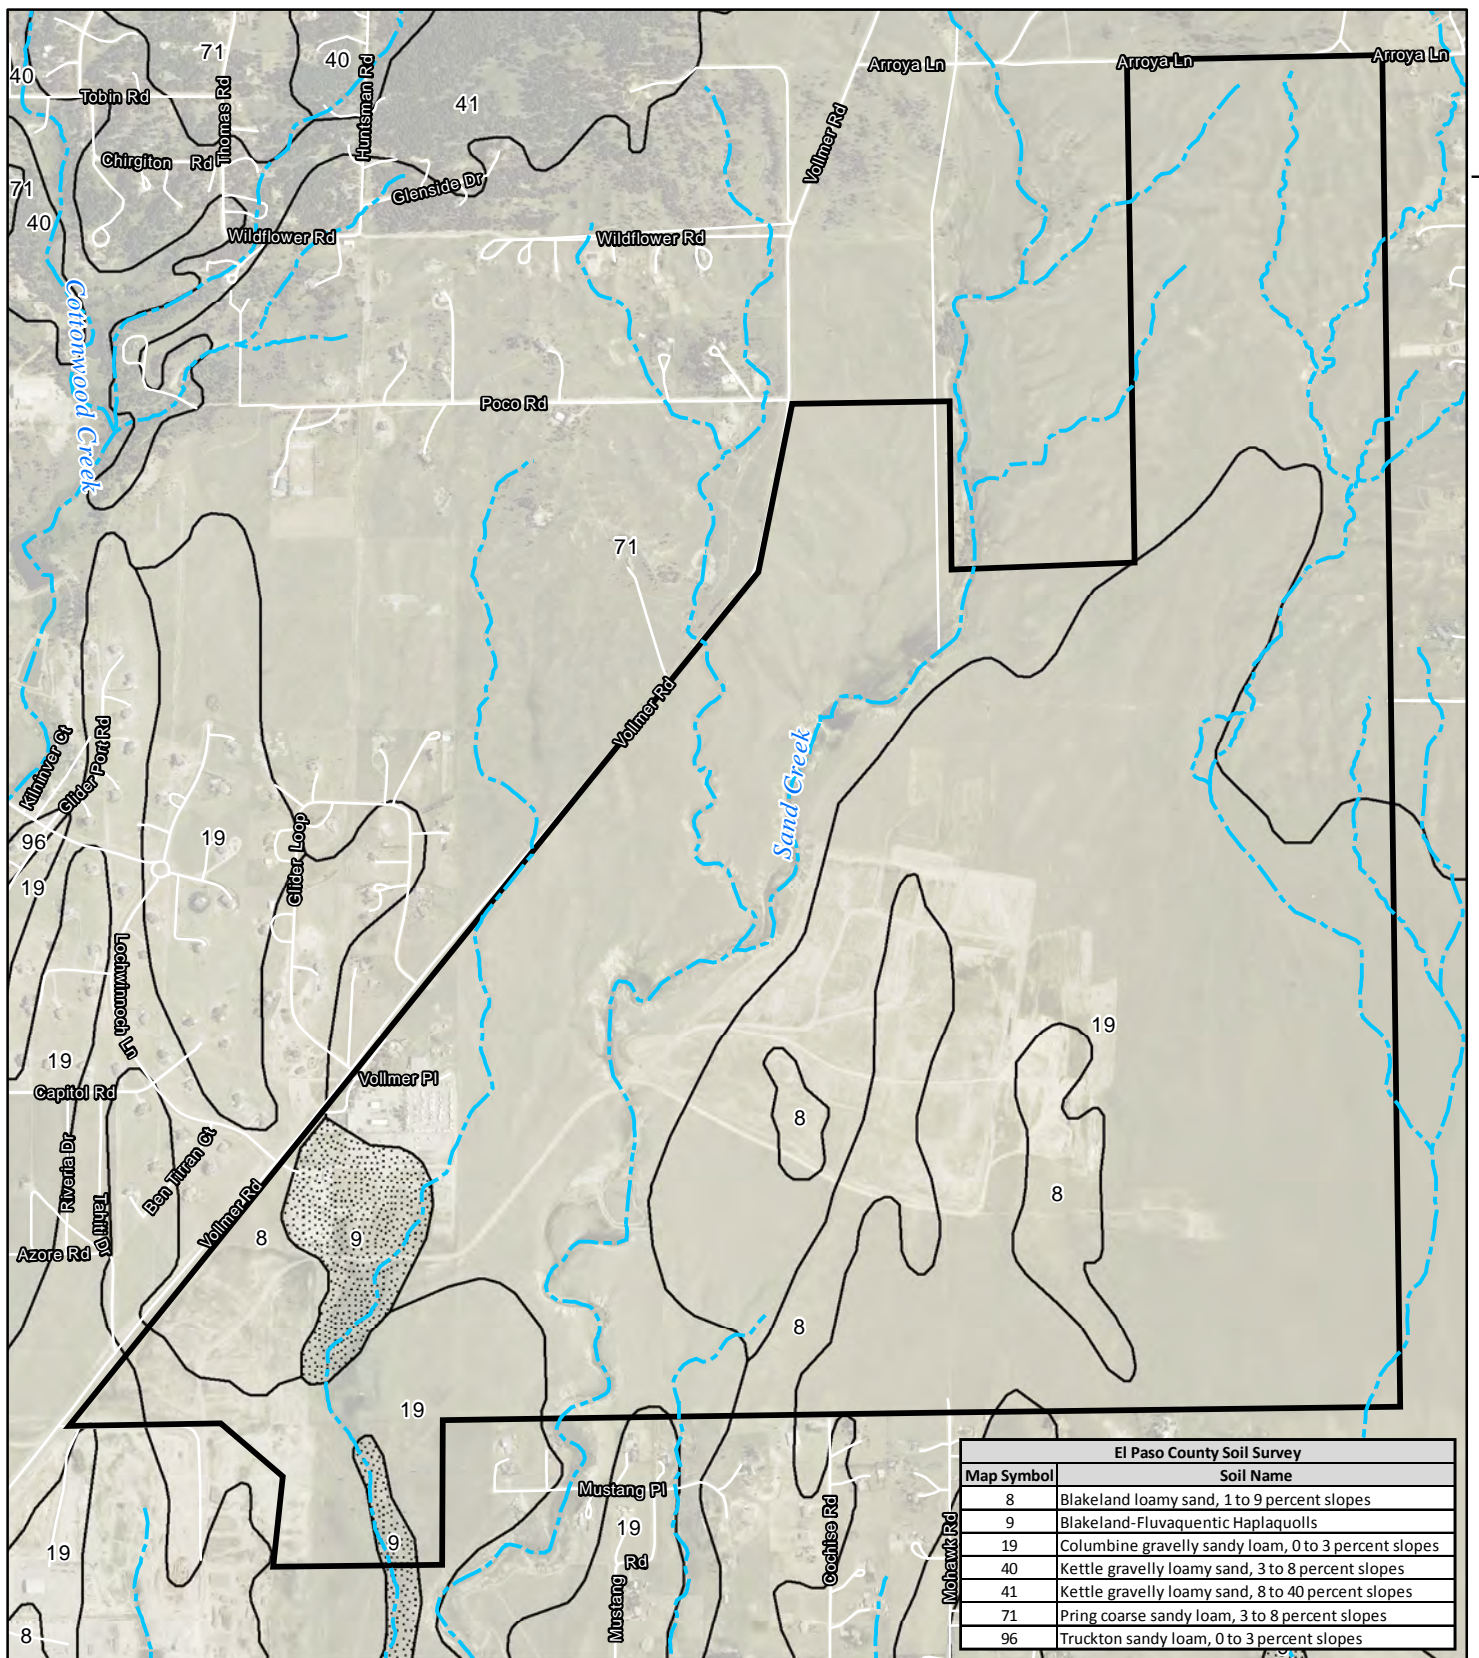 71
40
40
Arroya Ln
Arroya Ln
Arroya Ln
Tobin Rd
Thomas Rd
Huntsman Rd
41
Vollmer Rd
Chirgiton Rd
71
Glenside Dr
40
Wildflower Rd
Wildflower Rd
Cottonwood Creek
Poco Rd
71
Vollmer Rd
Kilninver Ct
Glider Port Rd
Sand Creek
96
19
Glider Loop
19
Lochwinnoch Ln
19
19
Vollmer Pl
Capitol Rd
8
Riveria Dr
Ben Tirran Ct
Tahiti Dr
Vollmer Rd
8
Azore Rd
8
9
8
19
Mustang Pl
19
Mustang Rd
Cochise Rd
Mohawk Rd
9
19
8
El Paso County Soil Survey
Map Symbol Soil Name
8 Blakeland loamy sand, 1 to 9 percent slopes
9 Blakeland-Fluvaquentic Haplaquolls
19 Columbine gravelly sandy loam, 0 to 3 percent slopes
40 Kettle gravelly loamy sand, 3 to 8 percent slopes
41 Kettle gravelly loamy sand, 8 to 40 percent slopes
71 Pring coarse sandy loam, 3 to 8 percent slopes
96 Truckton sandy loam, 0 to 3 percent slopes